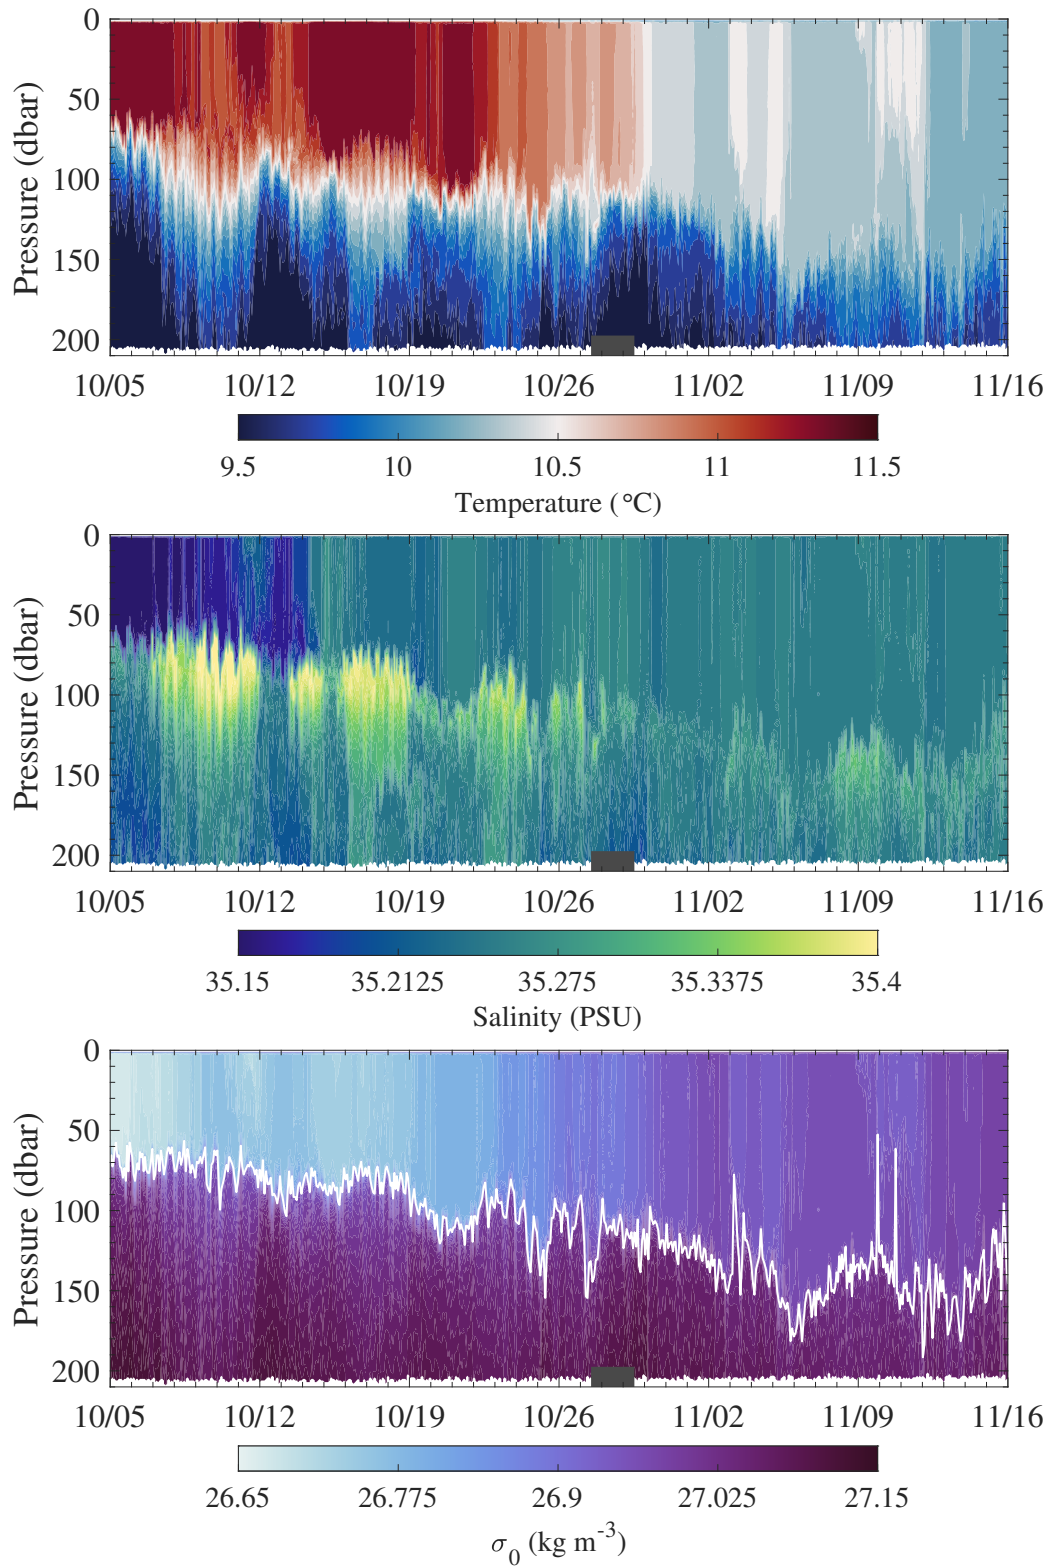 0
50
100
150
200
Pressure (dbar)
10/05 10/12 10/19 10/26 11/02 11/09 11/16
9.5 10 10.5 11 11.5
Temperature (°C)
0
50
100
150
200
Pressure (dbar)
10/05 10/12 10/19 10/26 11/02 11/09 11/16
35.15 35.2125 35.275 35.3375 35.4
Salinity (PSU)
0
50
100
150
200
Pressure (dbar)
10/05 10/12 10/19 10/26 11/02 11/09 11/16
26.65 26.775 26.9 27.025 27.15
σ₀ (kg m⁻³)